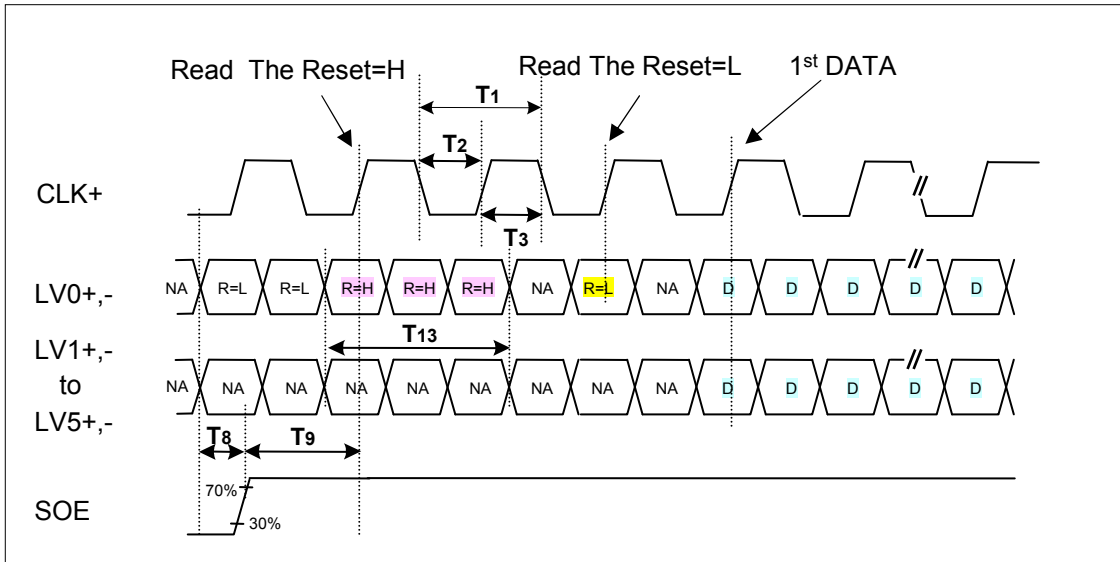 Read The Reset=H
Read The Reset=L
1st DATA
T1
T2
CLK+
T3
LV0+,-
NA R=L R=L R=H R=H R=H NA R=L NA D D D D D
T13
LV1+,-
to
LV5+,-
NA NA NA NA NA NA NA NA NA D D D D D
T8 T9
SOE
70%
30%